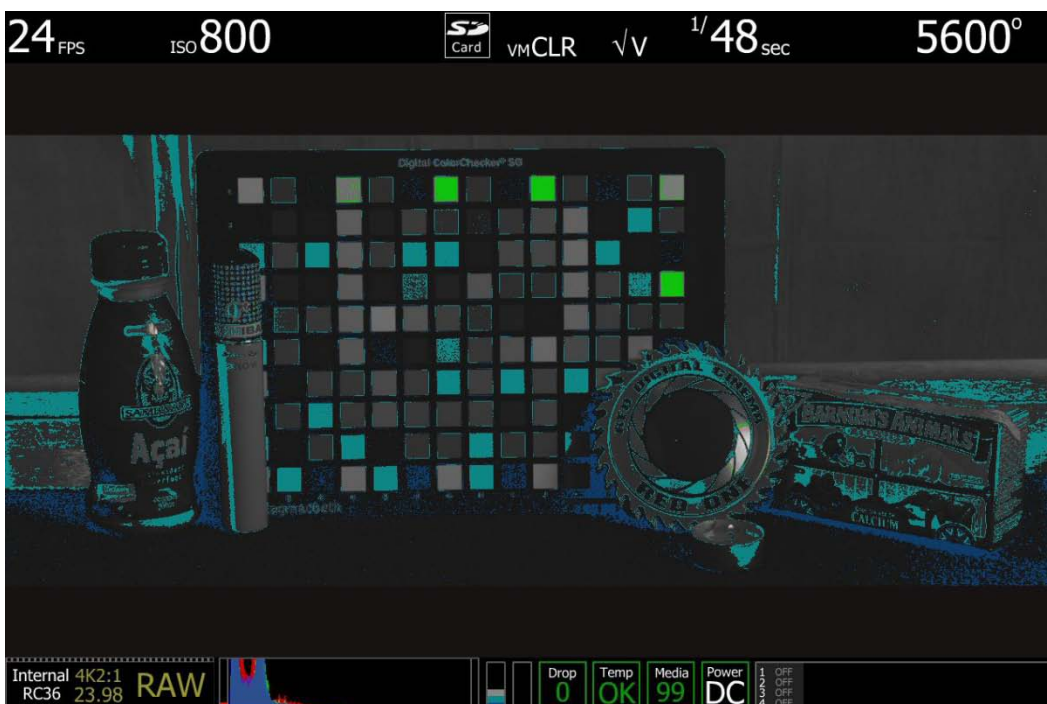 24 FPS ISO 800 SD Card VM CLR √V 1/48 sec 5600°
Digital ColorChecker® SG
Açaí
RED DIGITAL CINEMA
RED ONE
BARNUM'S ANIMALS
CRACKERS
CALCIUM
Internal 4K2:1 RAW Drop Temp Media Power 1 OFF
RC36 23.98 0 OK 99 DC 2 OFF
3 OFF
4 OFF